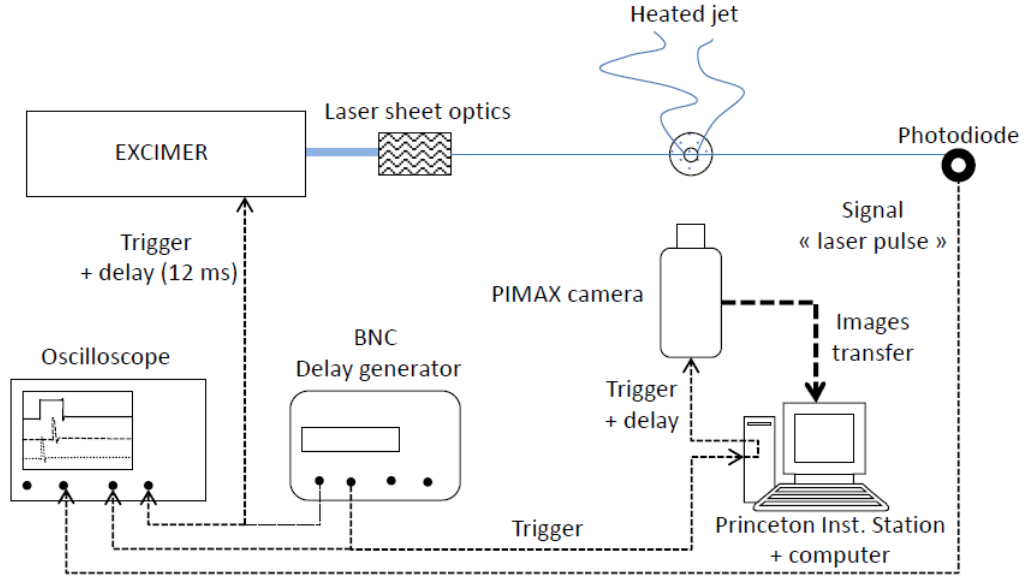 Heated jet
Laser sheet optics
EXCIMER
Photodiode
Signal
« laser pulse »
Trigger
+ delay (12 ms)
PIMAX camera
Images
transfer
BNC
Delay generator
Oscilloscope
Trigger
+ delay
Trigger
Princeton Inst. Station
+ computer